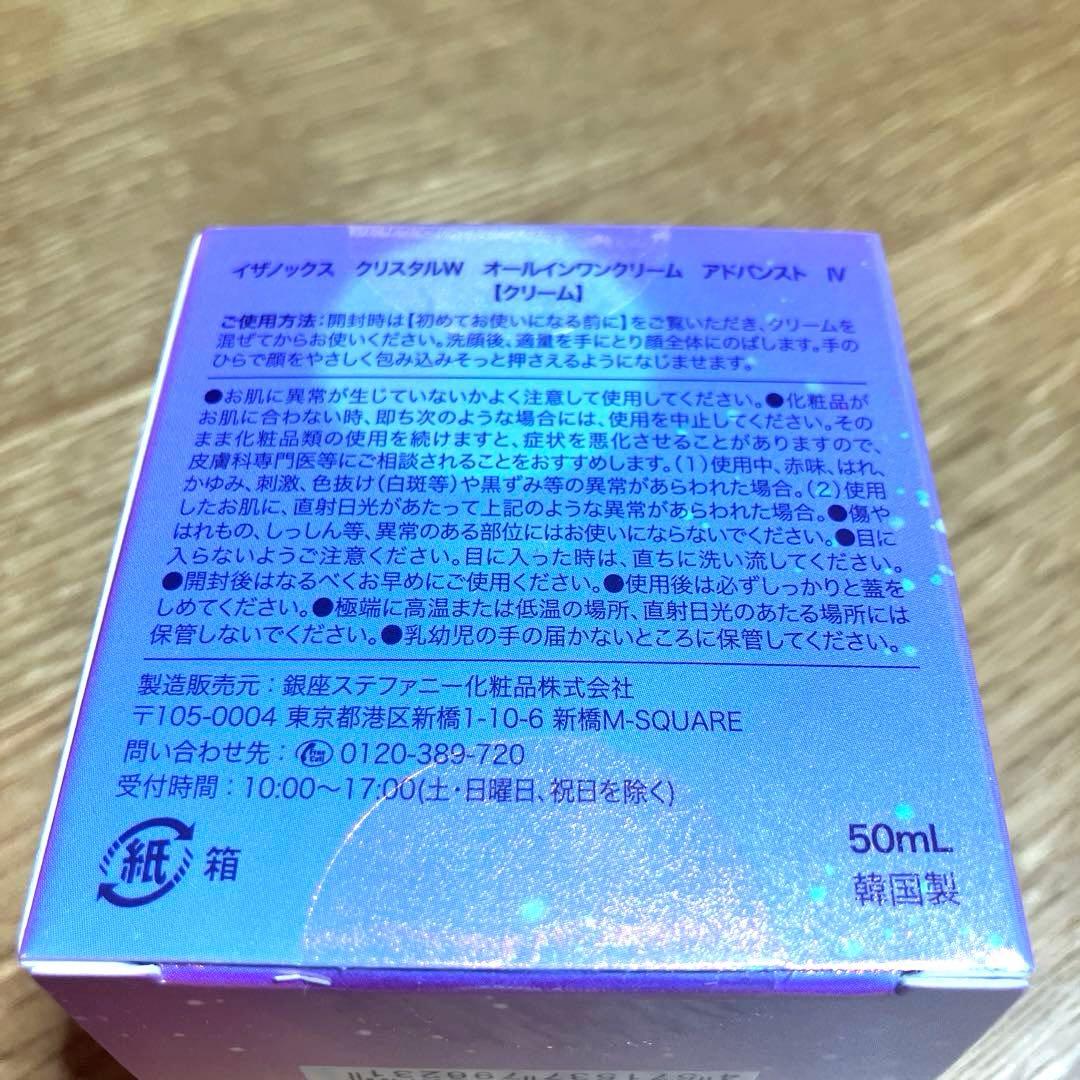 イザノックス クリスタルW オールインワンクリーム アドバンスト Ⅳ
【クリーム】
ご使用方法：開封時は【初めてお使いになる前に】をご覧いただき、クリームを
混ぜてからお使いください。洗顔後、適量を手にとり顔全体にのばします。手の
ひらで顔をやさしく包み込みそっと押さえるようになじませます。
●お肌に異常が生じていないかよく注意して使用してください。●化粧品が
お肌に合わない時、即ち次のような場合には、使用を中止してください。その
まま化粧品類の使用を続けますと、症状を悪化させることがありますので、
皮膚科専門医等にご相談されることをおすすめします。（1）使用中、赤味、はれ、
かゆみ、刺激、色抜け（白斑等）や黒ずみ等の異常があらわれた場合。（2）使用
したお肌に、直射日光があたって上記のような異常があらわれた場合。●傷や
はれもの、しっしん等、異常のある部位にはお使いにならないでください。●目に
入らないようご注意ください。目に入った時は、直ちに洗い流してください。
●開封後はなるべくお早めにご使用ください。●使用後は必ずしっかりと蓋を
しめてください。●極端に高温または低温の場所、直射日光のあたる場所には
保管しないでください。●乳幼児の手の届かないところに保管してください。
製造販売元：銀座ステファニー化粧品株式会社
〒105-0004 東京都港区新橋1-10-6 新橋M-SQUARE
問い合わせ先： 0120-389-720
受付時間：10:00〜17:00(土・日曜日、祝日を除く)
紙 箱
50mL
韓国製